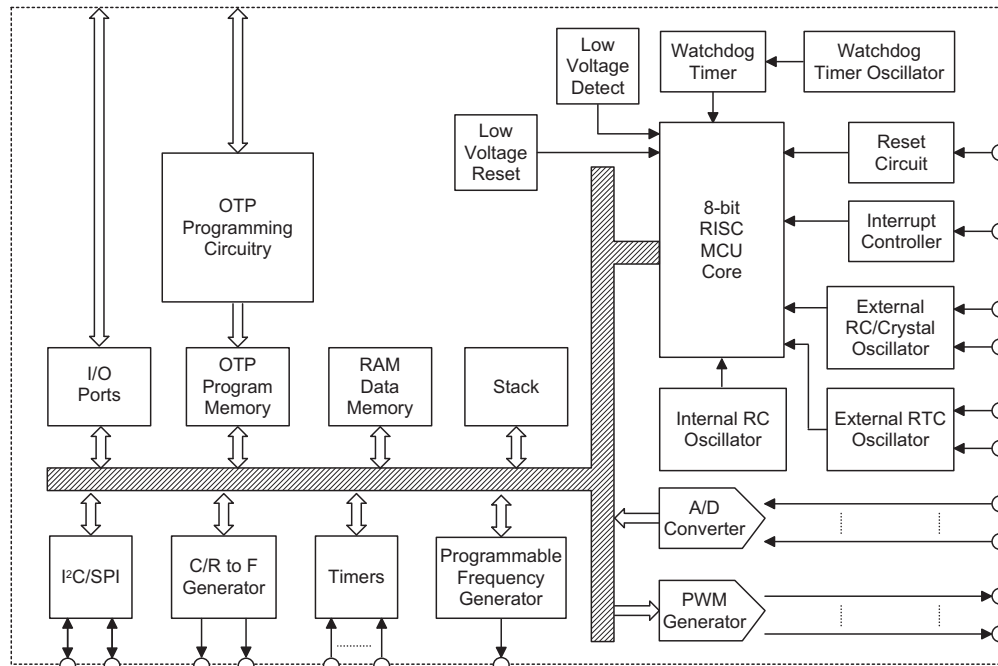 Low
Voltage
Detect
Watchdog
Timer
Watchdog
Timer Oscillator
Low
Voltage
Reset
Reset
Circuit
OTP
Programming
Circuitry
8-bit
RISC
MCU
Core
Interrupt
Controller
External
RC/Crystal
Oscillator
I/O
Ports
OTP
Program
Memory
RAM
Data
Memory
Stack
Internal RC
Oscillator
External RTC
Oscillator
A/D
Converter
I²C/SPI
C/R to F
Generator
Timers
Programmable
Frequency
Generator
PWM
Generator